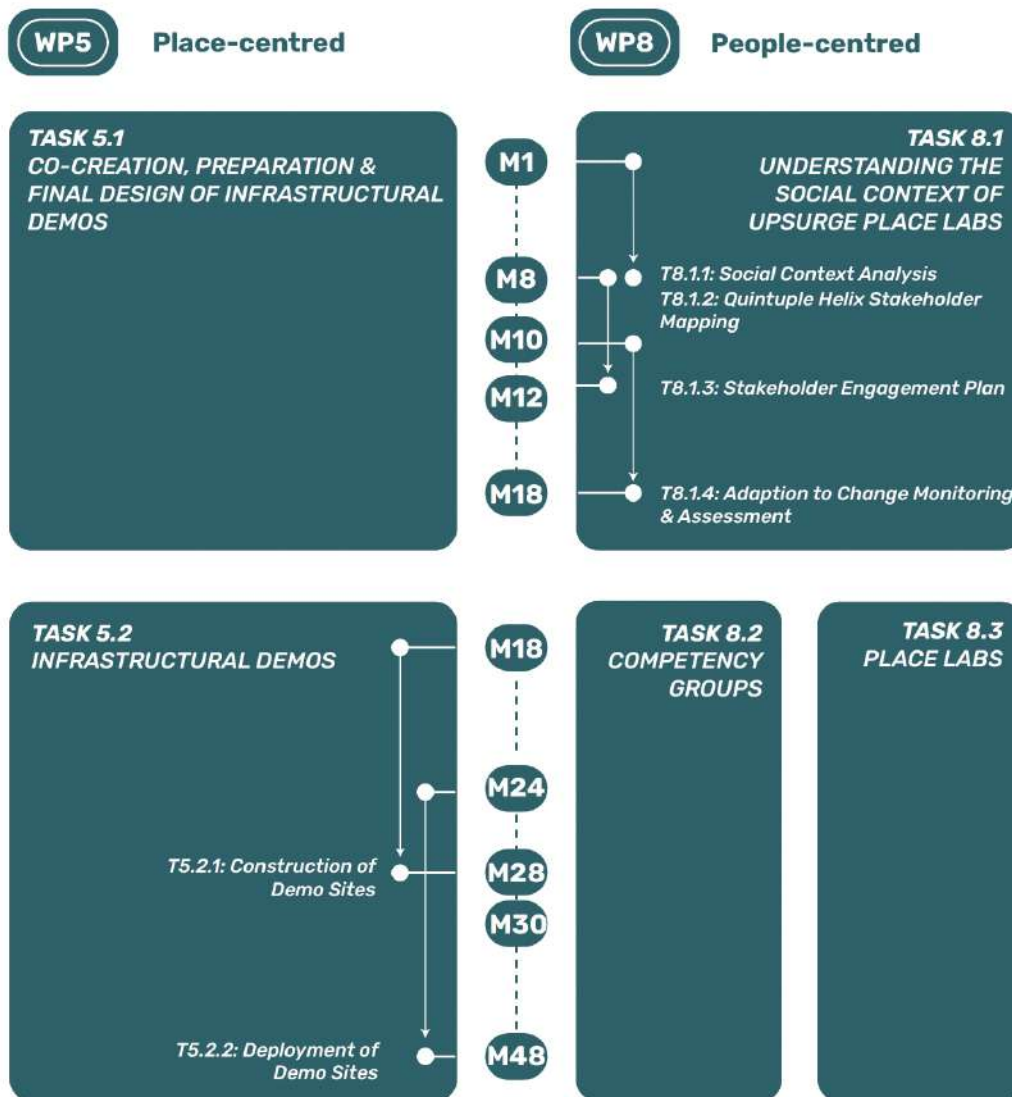 WP5 Place-centred
WP8 People-centred
TASK 5.1
CO-CREATION, PREPARATION &
FINAL DESIGN OF INFRASTRUCTURAL
DEMOS
M1
M8
M10
M12
M18
TASK 8.1
UNDERSTANDING THE
SOCIAL CONTEXT OF
UPSURGE PLACE LABS
T8.1.1: Social Context Analysis
T8.1.2: Quintuple Helix Stakeholder
Mapping
T8.1.3: Stakeholder Engagement Plan
T8.1.4: Adaption to Change Monitoring
& Assessment
TASK 5.2
INFRASTRUCTURAL DEMOS
T5.2.1: Construction of
Demo Sites
T5.2.2: Deployment of
Demo Sites
M18
M24
M28
M30
M48
TASK 8.2
COMPETENCY
GROUPS
TASK 8.3
PLACE LABS